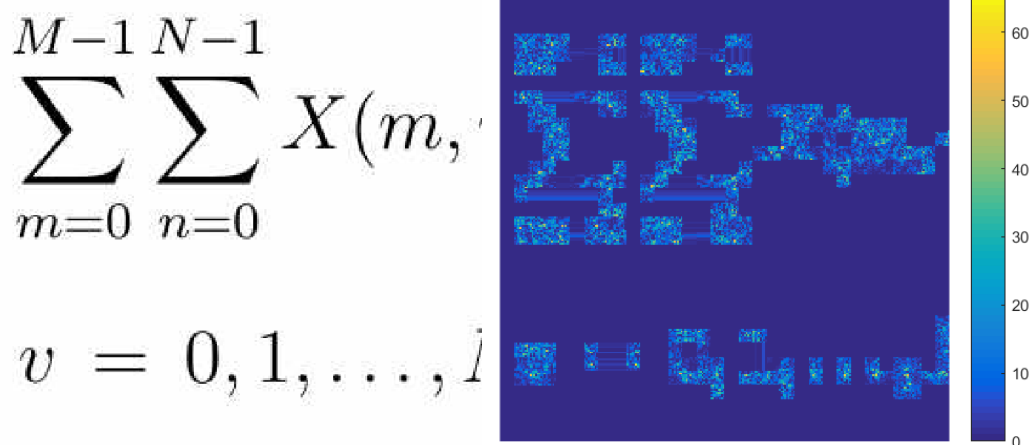 M−1 N−1
∑ ∑ X(m,
m=0 n=0
v = 0, 1, . . . ,
60
50
40
30
20
10
0